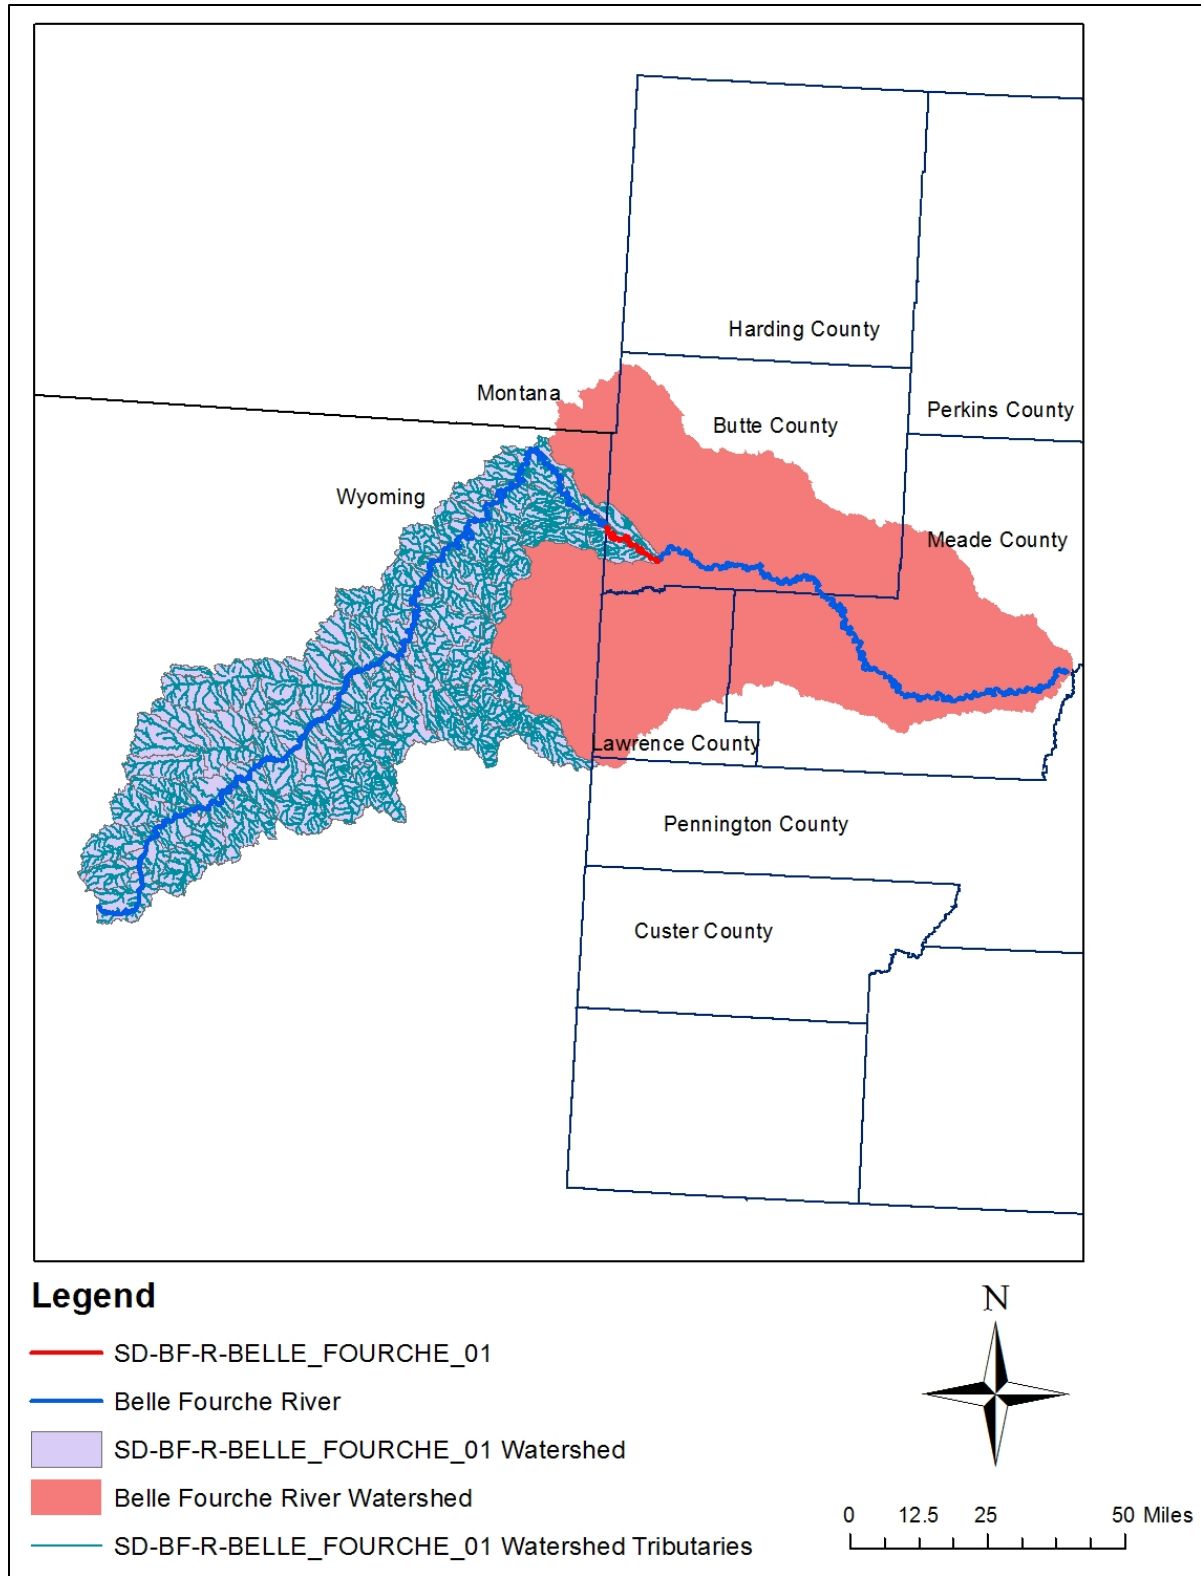 Harding County
Montana
Perkins County
Butte County
Wyoming
Meade County
Lawrence County
Pennington County
Custer County
Legend
N
SD-BF-R-BELLE_FOURCHE_01
Belle Fourche River
SD-BF-R-BELLE_FOURCHE_01 Watershed
Belle Fourche River Watershed
SD-BF-R-BELLE_FOURCHE_01 Watershed Tributaries
0 12.5 25 50 Miles